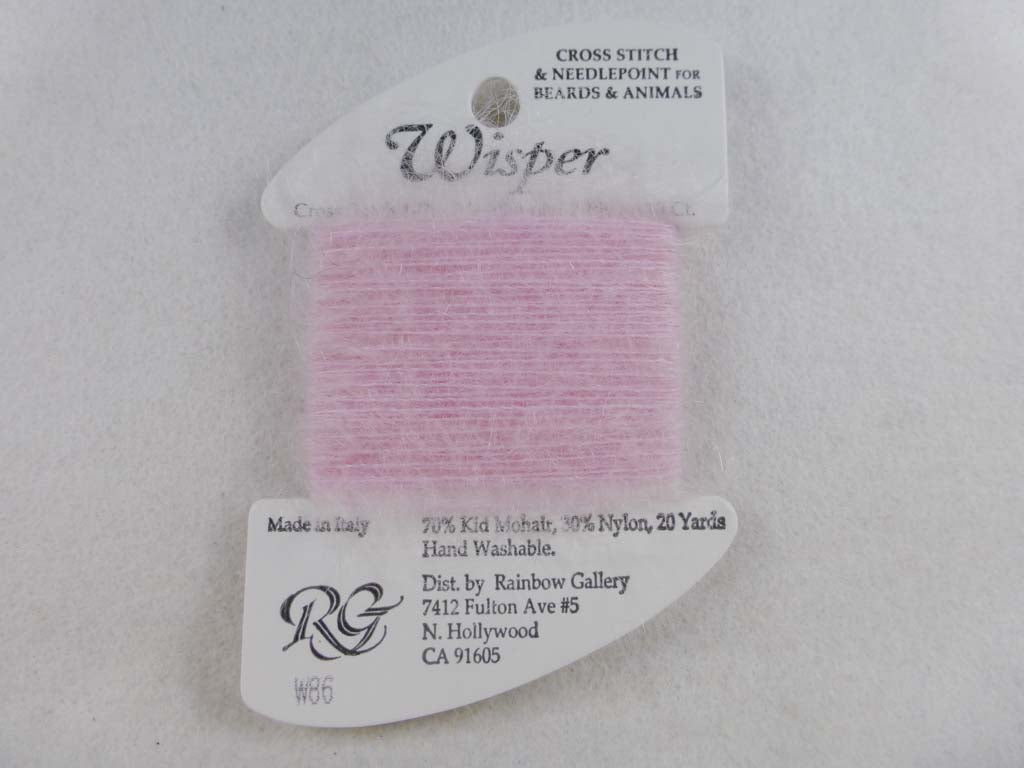 CROSS STITCH
& NEEDLEPOINT FOR
BEARDS & ANIMALS
Wisper
Ct.
Made in Italy
70% Kid Mohair, 30% Nylon, 20 Yards
Hand Washable.
Dist. by Rainbow Gallery
7412 Fulton Ave #5
N. Hollywood
CA 91605
RG
W86